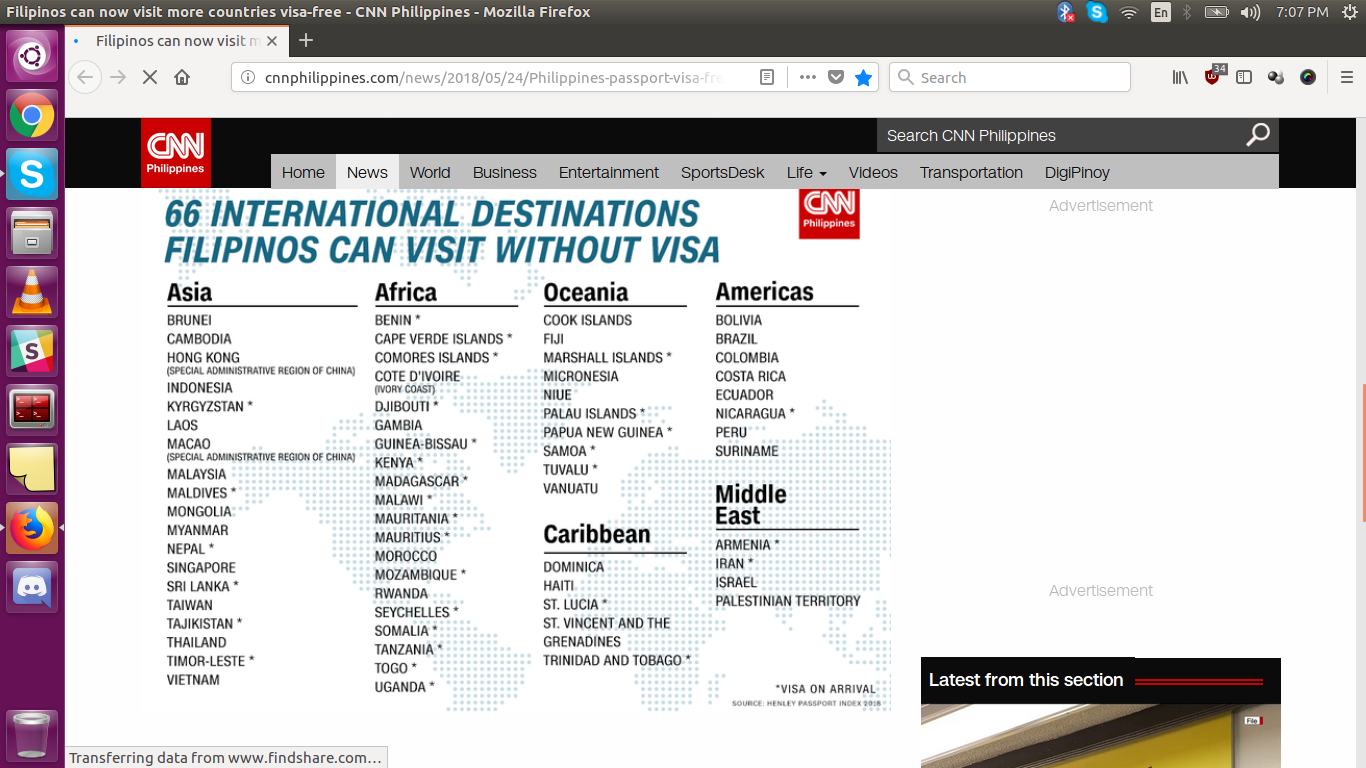 Filipinos can now visit more countries visa-free - CNN Philippines - Mozilla Firefox
En
7:07 PM
Filipinos can now visit m
cnnphilippines.com/news/2018/05/24/Philippines-passport-visa-fre
Search
34
CNN
Philippines
Search CNN Philippines
Home News World Business Entertainment SportsDesk Life Videos Transportation DigiPinoy
66 INTERNATIONAL DESTINATIONS
FILIPINOS CAN VISIT WITHOUT VISA
CNN
Philippines
Asia
BRUNEI
CAMBODIA
HONG KONG
(SPECIAL ADMINISTRATIVE REGION OF CHINA)
INDONESIA
KYRGYZSTAN *
LAOS
MACAO
(SPECIAL ADMINISTRATIVE REGION OF CHINA)
MALAYSIA
MALDIVES *
MONGOLIA
MYANMAR
NEPAL *
SINGAPORE
SRI LANKA *
TAIWAN
TAJIKISTAN *
THAILAND
TIMOR-LESTE *
VIETNAM
Africa
BENIN *
CAPE VERDE ISLANDS *
COMORES ISLANDS *
COTE D'IVOIRE
(IVORY COAST)
DJIBOUTI *
GAMBIA
GUINEA-BISSAU *
KENYA *
MADAGASCAR *
MALAWI *
MAURITANIA *
MAURITIUS *
MOROCCO
MOZAMBIQUE *
RWANDA
SEYCHELLES *
SOMALIA *
TANZANIA *
TOGO *
UGANDA *
Oceania
COOK ISLANDS
FIJI
MARSHALL ISLANDS *
MICRONESIA
NIUE
PALAU ISLANDS *
PAPUA NEW GUINEA *
SAMOA *
TUVALU *
VANUATU
Caribbean
DOMINICA
HAITI
ST. LUCIA *
ST. VINCENT AND THE
GRENADINES
TRINIDAD AND TOBAGO *
Americas
BOLIVIA
BRAZIL
COLOMBIA
COSTA RICA
ECUADOR
NICARAGUA *
PERU
SURINAME
Middle
East
ARMENIA *
IRAN *
ISRAEL
PALESTINIAN TERRITORY
*VISA ON ARRIVAL
SOURCE: HENLEY PASSPORT INDEX 2018
Advertisement
Advertisement
Latest from this section
File
Transferring data from www.findshare.com…